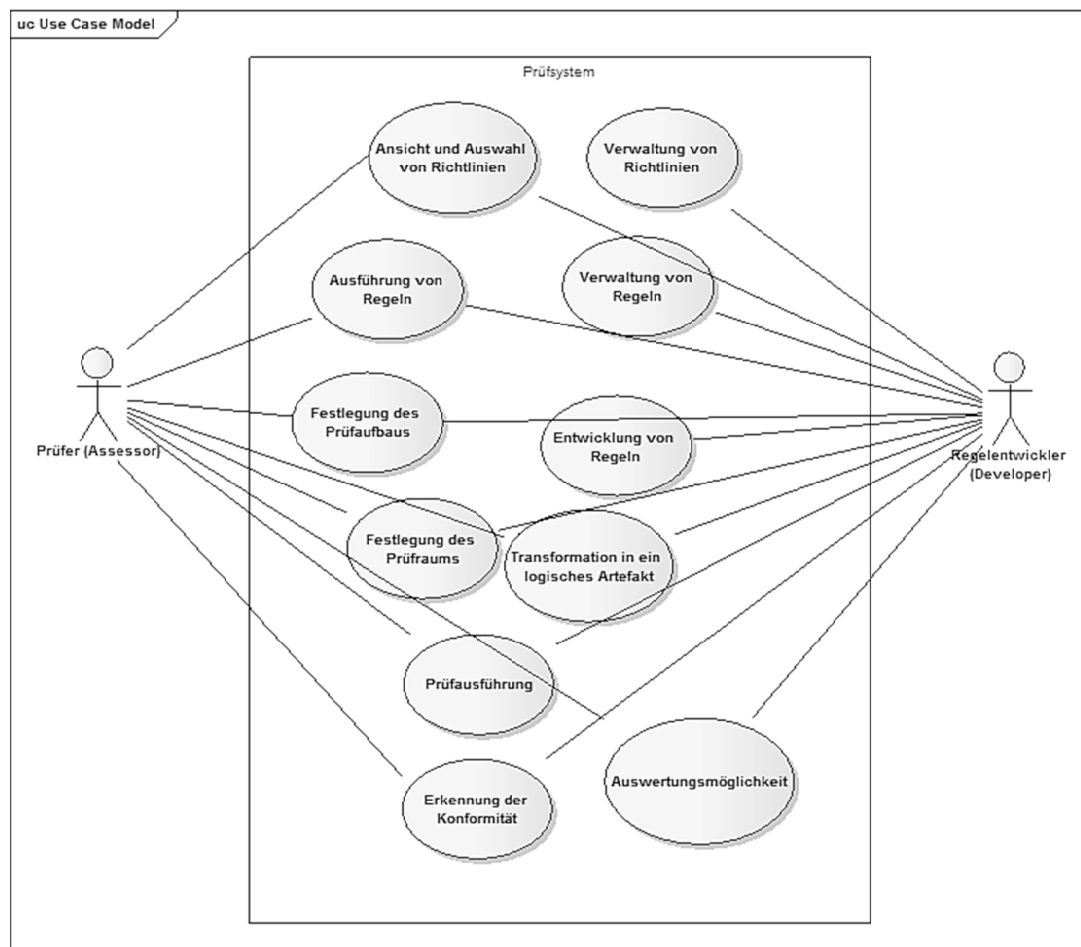 uc Use Case Model
Prüfsystem
Ansicht und Auswahl
von Richtlinien
Verwaltung von
Richtlinien
Ausführung von
Regeln
Verwaltung von
Regeln
Prüfer (Assessor)
Regelentwickler
(Developer)
Festlegung des
Prüfaufbaus
Entwicklung von
Regeln
Festlegung des
Prüfraums
Transformation in ein
logisches Artefakt
Prüfausführung
Auswertungsmöglichkeit
Erkennung der
Konformität